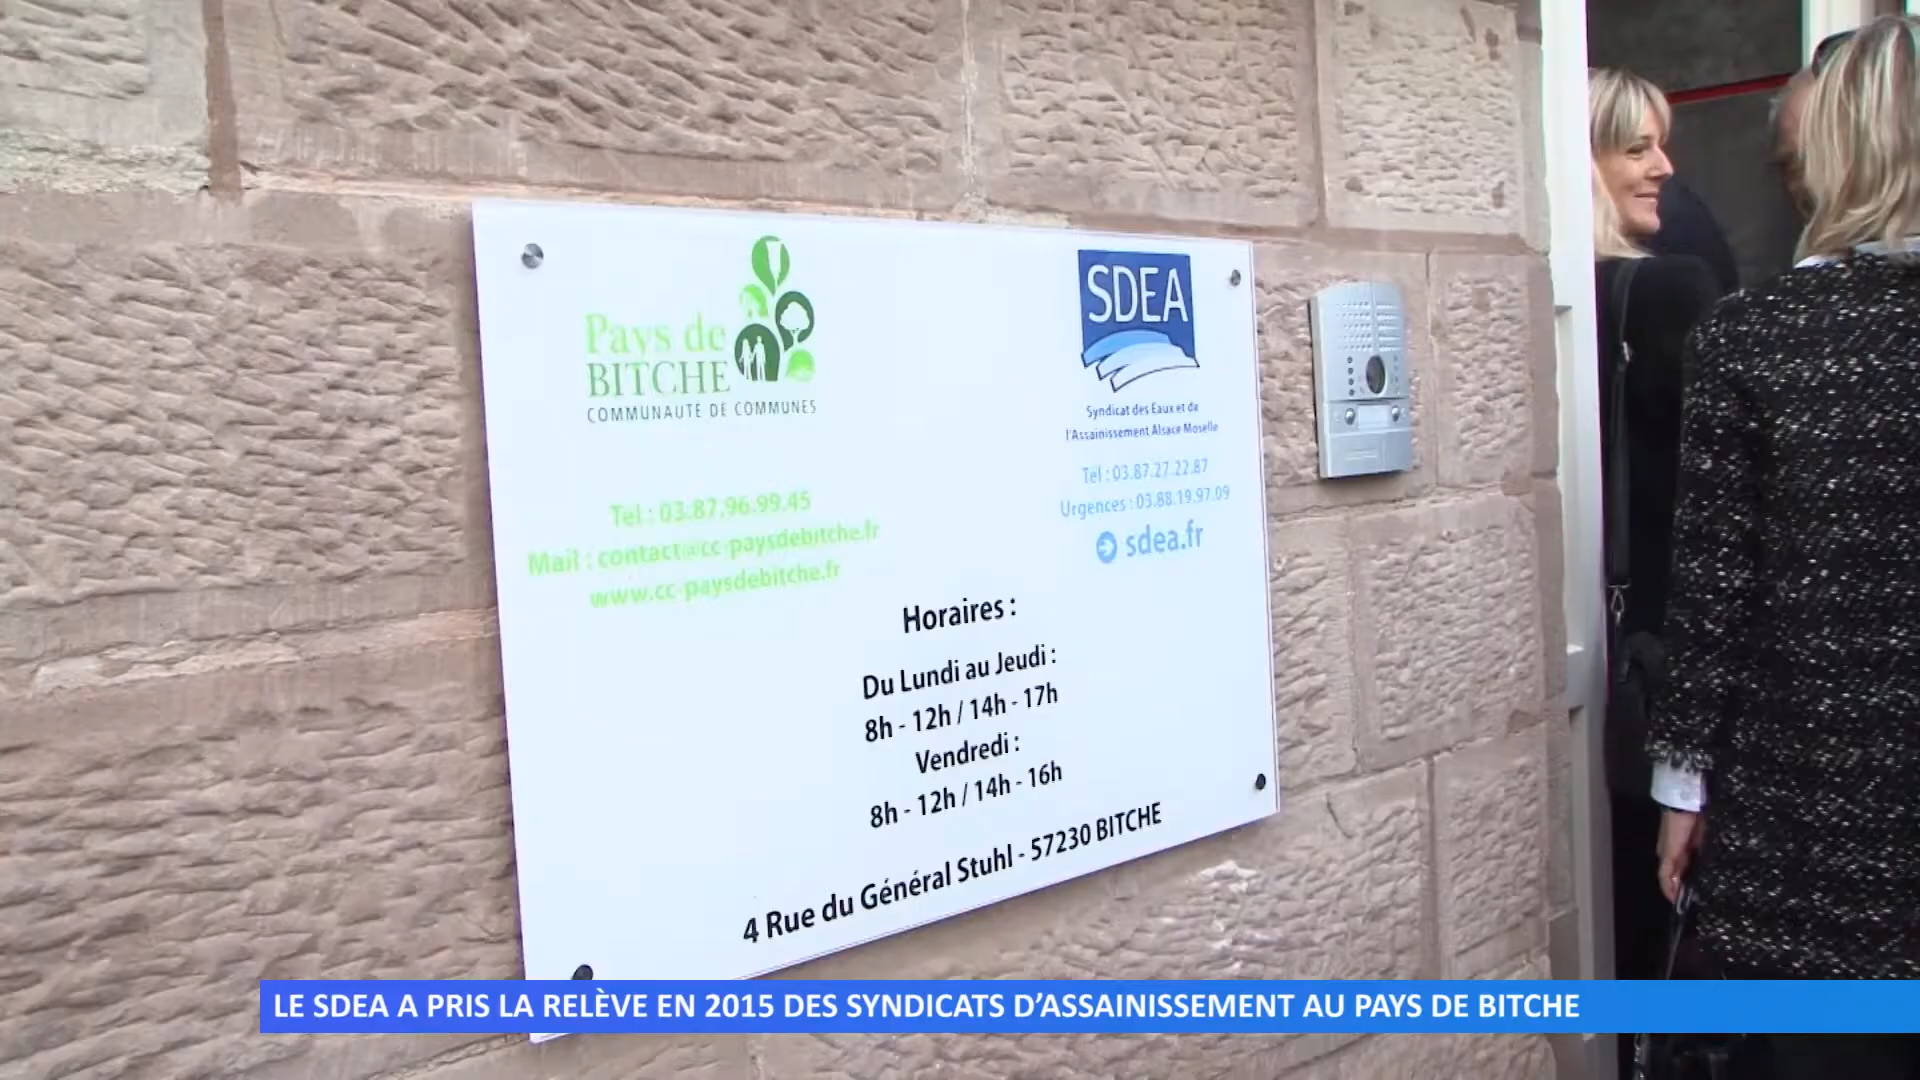 Pays de
BITCHE
COMMUNAUTÉ DE COMMUNES
Tel : 03.87.96.99.45
Mail : contact@cc-paysdebitche.fr
www.cc-paysdebitche.fr
SDEA
Syndicat des Eaux et de
l'Assainissement Alsace Moselle
Tél : 03.87.27.22.87
Urgences : 03.88.19.97.09
sdea.fr
Horaires :
Du Lundi au Jeudi :
8h - 12h / 14h - 17h
Vendredi :
8h - 12h / 14h - 16h
4 Rue du Général Stuhl - 57230 BITCHE
LE SDEA A PRIS LA RELÈVE EN 2015 DES SYNDICATS D’ASSAINISSEMENT AU PAYS DE BITCHE